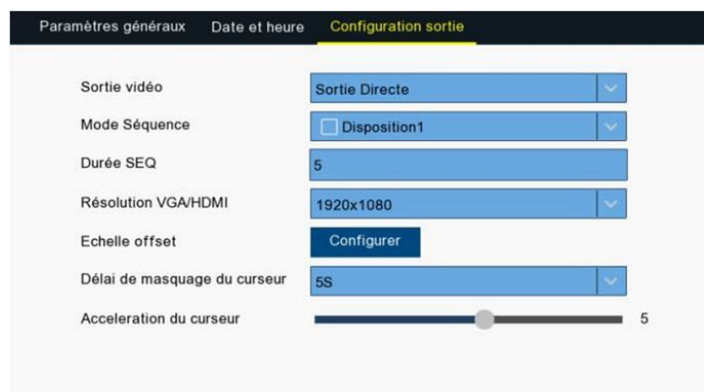 Paramètres généraux Date et heure Configuration sortie
Sortie vidéo Sortie Directe
Mode Séquence Disposition1
Durée SEQ 5
Résolution VGA/HDMI 1920x1080
Echelle offset Configurer
Délai de masquage du curseur 5S
Acceleration du curseur 5